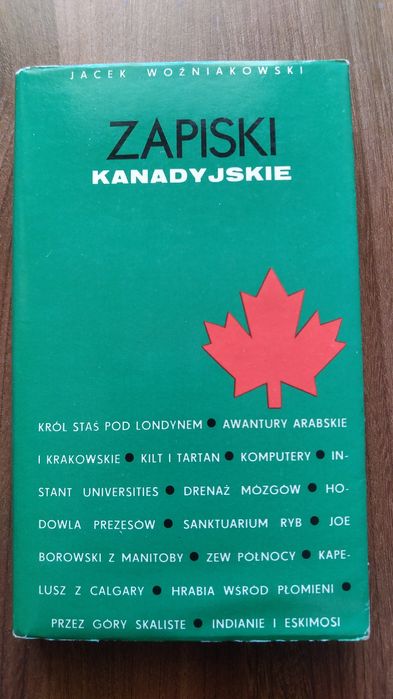 JACEK WOŹNIAKOWSKI
ZAPISKI
KANADYJSKIE
KRÓL STAŚ POD LONDYNEM ● AWANTURY ARABSKIE
I KRAKOWSKIE ● KILT I TARTAN ● KOMPUTERY ● IN-
STANT UNIVERSITIES ● DRENAŻ MÓZGÓW ● HO-
DOWLA PREZESÓW ● SANKTUARIUM RYB ● JOE
BOROWSKI Z MANITOBY ● ZEW PÓŁNOCY ● KAPE-
LUSZ Z CALGARY ● HRABIA WŚRÓD PŁOMIENI ●
PRZEZ GÓRY SKALISTE ● INDIANIE I ESKIMOSI